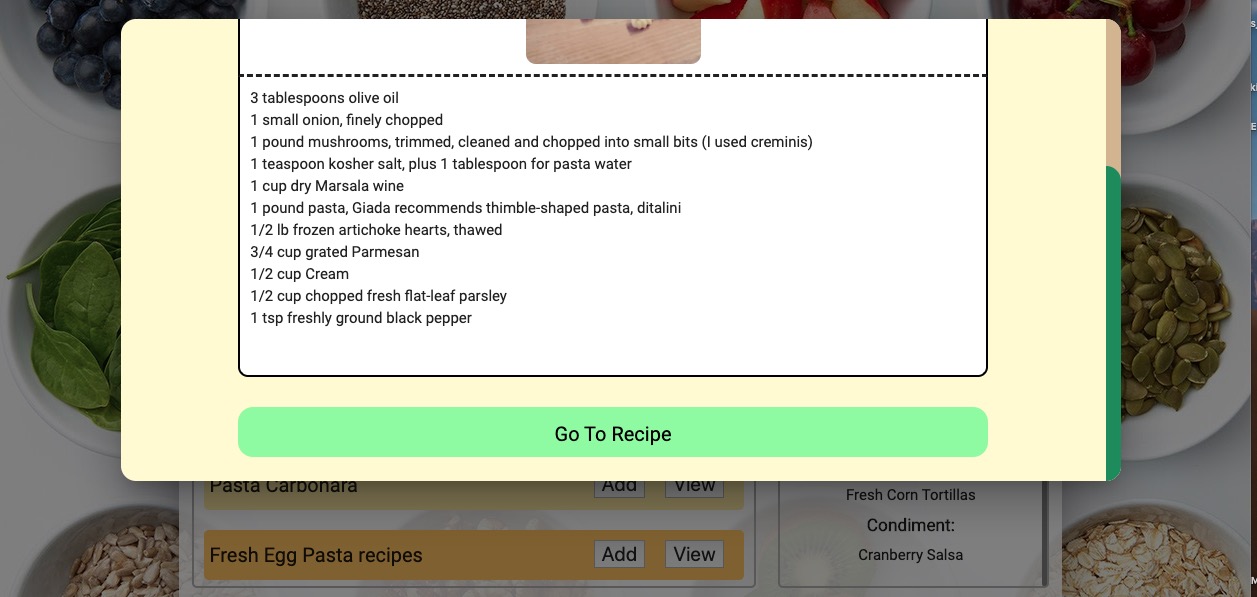 3 tablespoons olive oil
1 small onion, finely chopped
1 pound mushrooms, trimmed, cleaned and chopped into small bits (I used creminis)
1 teaspoon kosher salt, plus 1 tablespoon for pasta water
1 cup dry Marsala wine
1 pound pasta, Giada recommends thimble-shaped pasta, ditalini
1/2 lb frozen artichoke hearts, thawed
3/4 cup grated Parmesan
1/2 cup Cream
1/2 cup chopped fresh flat-leaf parsley
1 tsp freshly ground black pepper
Go To Recipe
Pasta Carbonara Add View
Fresh Egg Pasta recipes Add View
Fresh Corn Tortillas
Condiment:
Cranberry Salsa